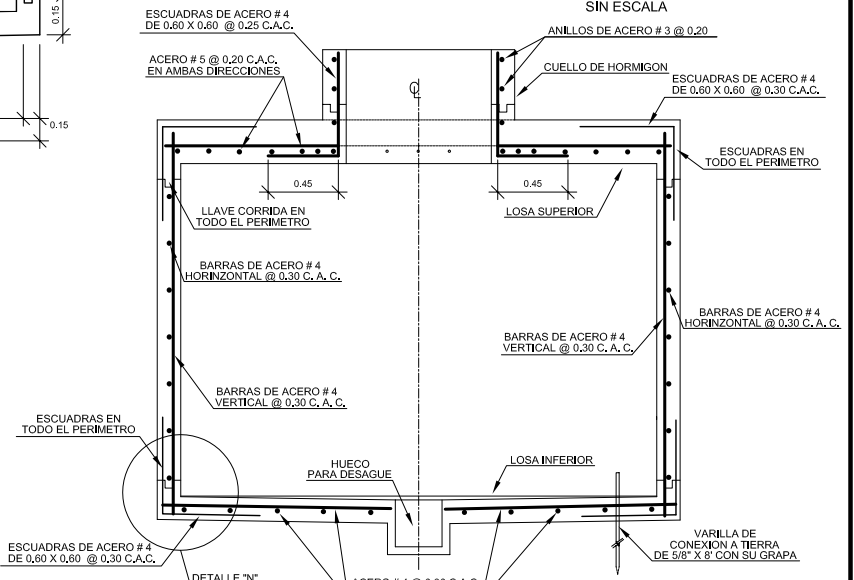 SIN ESCALA
ESCUADRAS DE ACERO # 4
DE 0.60 X 0.60 @ 0.25 C.A.C.
ANILLOS DE ACERO # 3 @ 0.20
ACERO # 5 @ 0.20 C.A.C.
EN AMBAS DIRECCIONES
CUELLO DE HORMIGON
ESCUADRAS DE ACERO # 4
DE 0.60 X 0.60 @ 0.30 C.A.C.
0.15
0.15
ESCUADRAS EN
TODO EL PERIMETRO
0.45
0.45
LLAVE CORRIDA EN
TODO EL PERIMETRO
LOSA SUPERIOR
BARRAS DE ACERO # 4
HORINZONTAL @ 0.30 C. A. C.
BARRAS DE ACERO # 4
HORINZONTAL @ 0.30 C. A. C.
BARRAS DE ACERO # 4
VERTICAL @ 0.30 C. A. C.
BARRAS DE ACERO # 4
VERTICAL @ 0.30 C. A. C.
ESCUADRAS EN
TODO EL PERIMETRO
HUECO
PARA DESAGUE
LOSA INFERIOR
VARILLA DE
CONEXION A TIERRA
DE 5/8" X 8' CON SU GRAPA
ESCUADRAS DE ACERO # 4
DE 0.60 X 0.60 @ 0.30 C.A.C.
DETALLE "N"